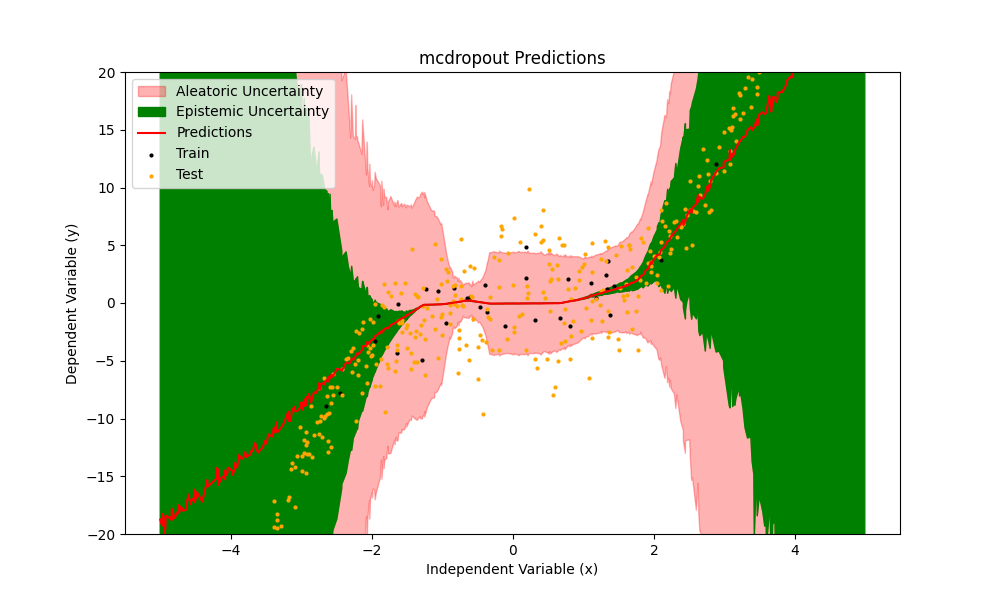 mcdropout Predictions
Aleatoric Uncertainty
Epistemic Uncertainty
Predictions
Train
Test
20
15
10
5
0
−5
−10
−15
−20
Dependent Variable (y)
−4
−2
0
2
4
Independent Variable (x)